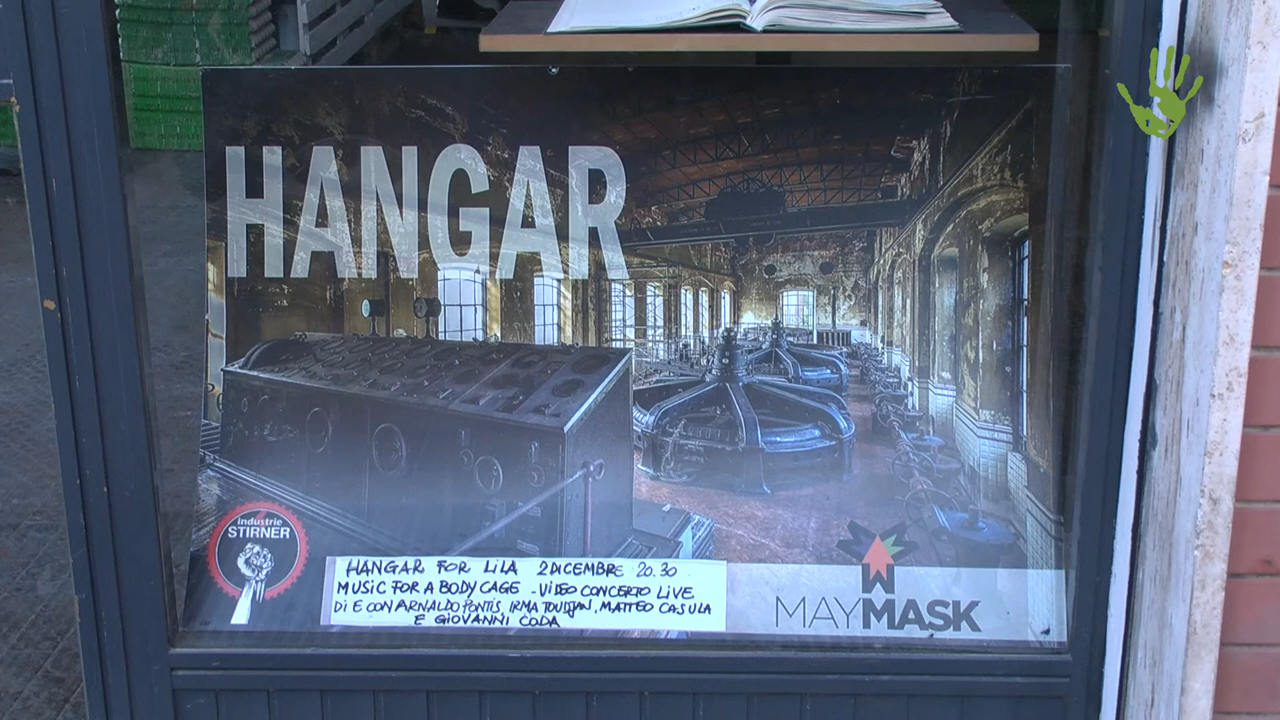 HANGAR
industrie
STIRNER
HANGAR FOR LILA 2 DICEMBRE 20.30
MUSIC FOR A BODY CAGE - VIDEO CONCERTO LIVE
Di E CON ARNALDO PONTIS, IRMA TOUDJAN, MATTEO CASULA
E GIOVANNI CODA
MAYMASK